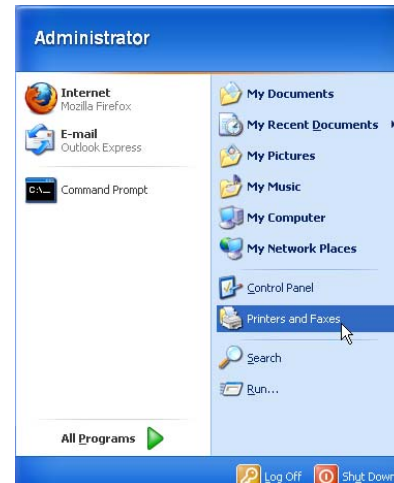 Administrator
Internet
Mozilla Firefox
E-mail
Outlook Express
C:\_
Command Prompt
All Programs
My Documents
My Recent Documents
My Pictures
My Music
My Computer
My Network Places
Control Panel
Printers and Faxes
Search
Run...
Log Off
Shut Down